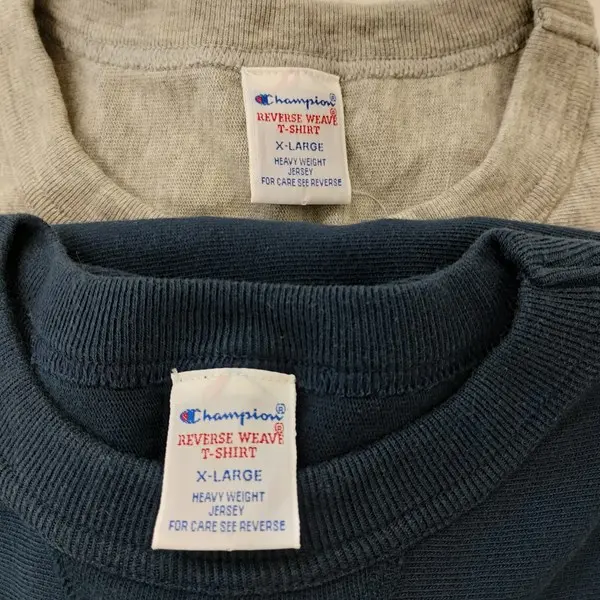 Champion®
REVERSE WEAVE®
T-SHIRT
X-LARGE
HEAVY WEIGHT
JERSEY
FOR CARE SEE REVERSE
Champion®
REVERSE WEAVE®
T-SHIRT
X-LARGE
HEAVY WEIGHT
JERSEY
FOR CARE SEE REVERSE